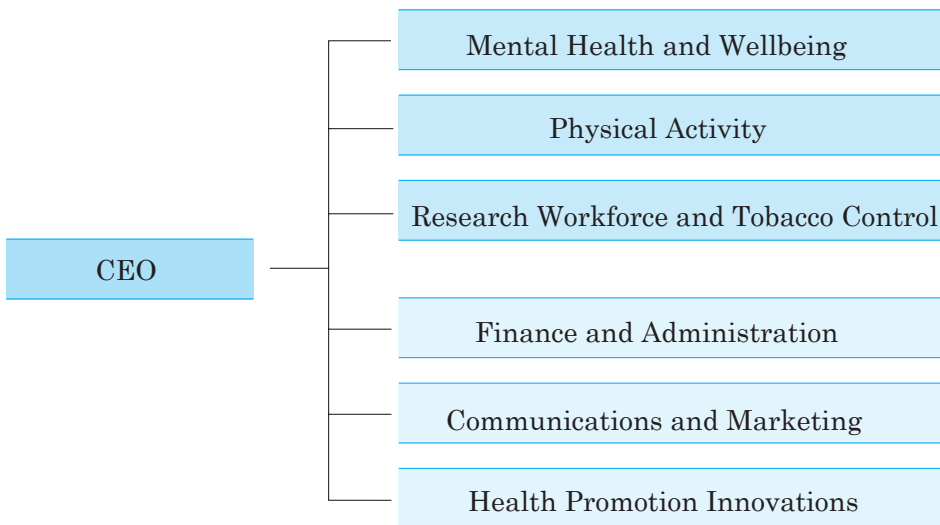 Mental Health and Wellbeing
Physical Activity
Research Workforce and Tobacco Control
CEO
Finance and Administration
Communications and Marketing
Health Promotion Innovations